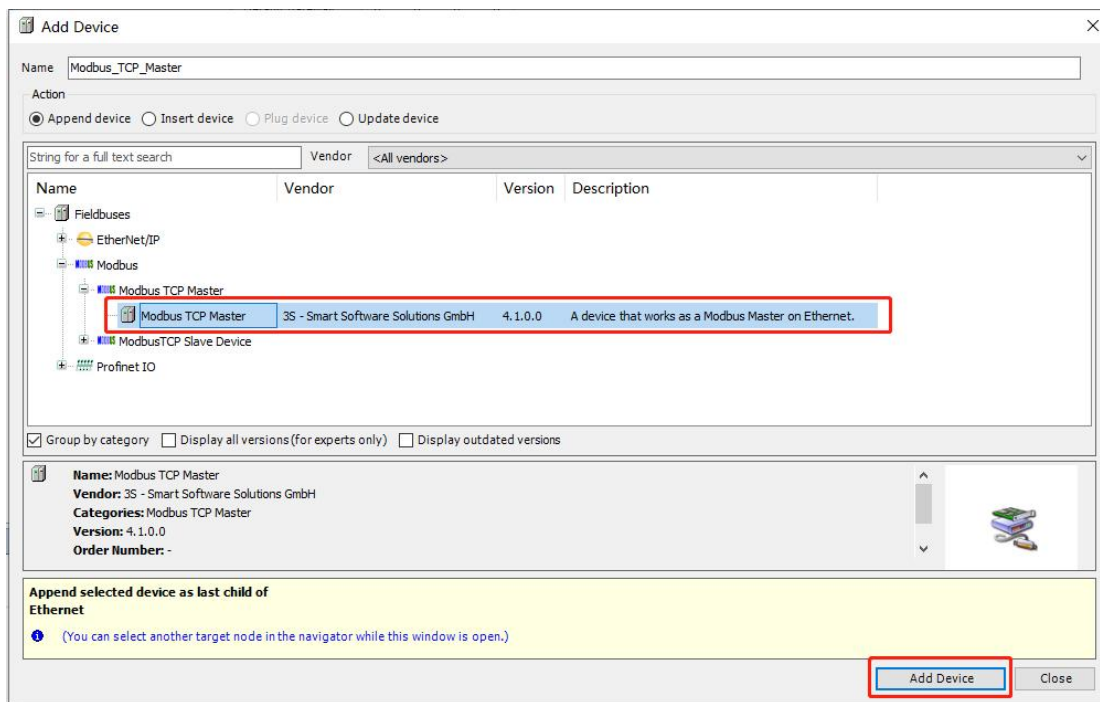 Add Device
Name Modbus_TCP_Master
Action
Append device Insert device Plug device Update device
String for a full text search Vendor <All vendors>
Name Vendor Version Description
Fieldbuses
EtherNet/IP
Modbus
Modbus TCP Master
Modbus TCP Master 3S - Smart Software Solutions GmbH 4.1.0.0 A device that works as a Modbus Master on Ethernet.
ModbusTCP Slave Device
Profinet IO
Group by category Display all versions (for experts only) Display outdated versions
Name: Modbus TCP Master
Vendor: 3S - Smart Software Solutions GmbH
Categories: Modbus TCP Master
Version: 4.1.0.0
Order Number: -
Append selected device as last child of
Ethernet
(You can select another target node in the navigator while this window is open.)
Add Device Close